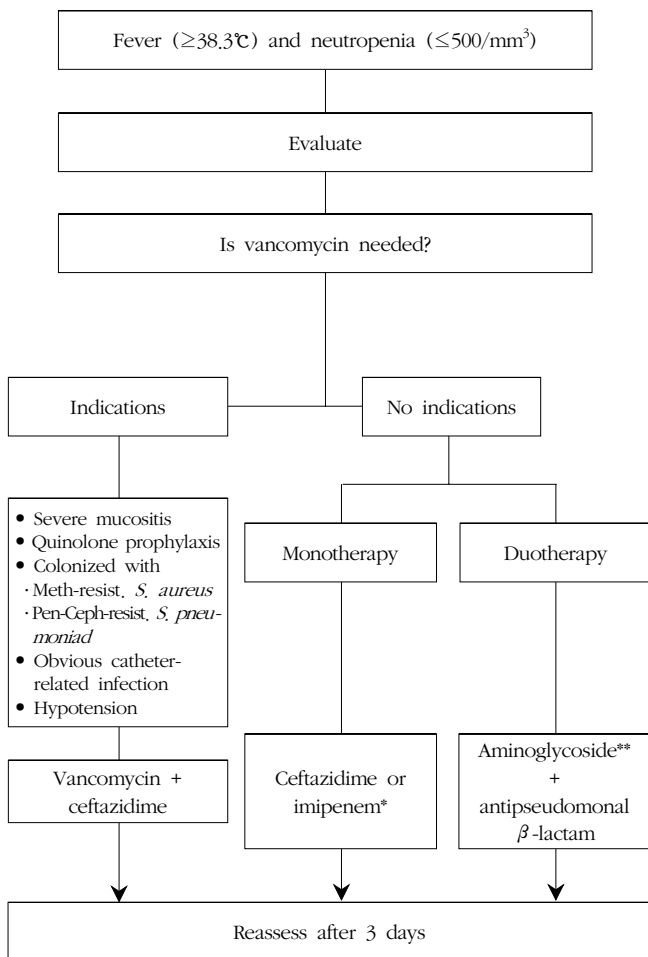 Fever (≥38.3℃) and neutropenia (≤500/mm³)
Evaluate
Is vancomycin needed?
Indications
No indications
• Severe mucositis
• Quinolone prophylaxis
• Colonized with
· Meth-resist. S. aureus
· Pen-Ceph-resist. S. pneu-
moniad
• Obvious catheter-
related infection
• Hypotension
Monotherapy
Duotherapy
Vancomycin +
ceftazidime
Ceftazidime or
imipenem*
Aminoglycoside**
+
antipseudomonal
β-lactam
Reassess after 3 days